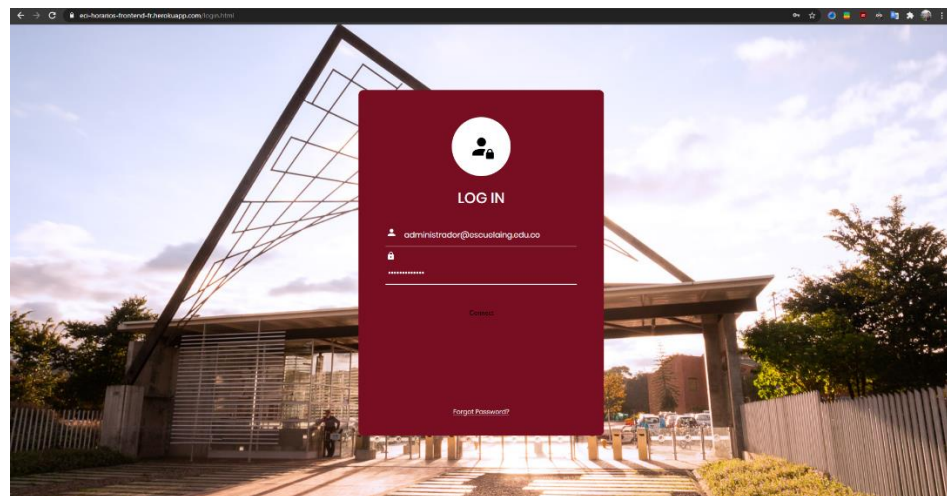 eci-horarios-frontend-fr.herokuapp.com/login.html
LOG IN
administrador@escuelaing.edu.co
Forgot Password?